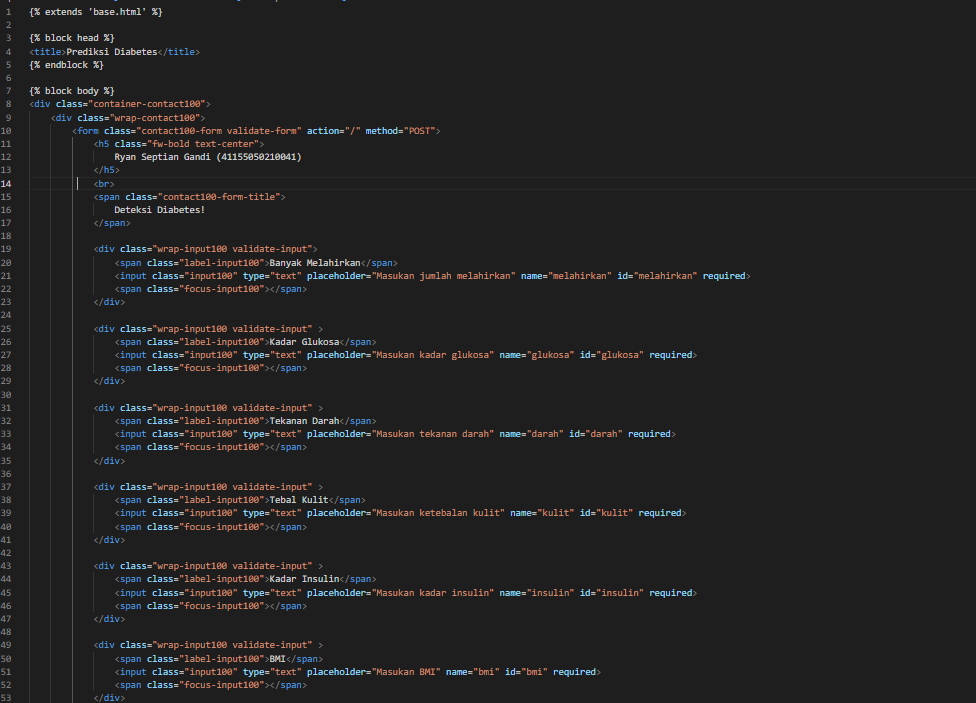 1 {% extends 'base.html' %}
2
3 {% block head %}
4 <title>Prediksi Diabetes</title>
5 {% endblock %}
6
7 {% block body %}
8 <div class="container-contact100">
9 <div class="wrap-contact100">
10 <form class="contact100-form validate-form" action="/" method="POST">
11 <h5 class="fw-bold text-center">
12 Ryan Septian Gandi (41155050210041)
13 </h5>
14 <br>
15 <span class="contact100-form-title">
16 Deteksi Diabetes!
17 </span>
18
19 <div class="wrap-input100 validate-input">
20 <span class="label-input100">Banyak Melahirkan</span>
21 <input class="input100" type="text" placeholder="Masukan jumlah melahirkan" name="melahirkan" id="melahirkan" required>
22 <span class="focus-input100"></span>
23 </div>
24
25 <div class="wrap-input100 validate-input" >
26 <span class="label-input100">Kadar Glukosa</span>
27 <input class="input100" type="text" placeholder="Masukan kadar glukosa" name="glukosa" id="glukosa" required>
28 <span class="focus-input100"></span>
29 </div>
30
31 <div class="wrap-input100 validate-input" >
32 <span class="label-input100">Tekanan Darah</span>
33 <input class="input100" type="text" placeholder="Masukan tekanan darah" name="darah" id="darah" required>
34 <span class="focus-input100"></span>
35 </div>
36
37 <div class="wrap-input100 validate-input" >
38 <span class="label-input100">Tebal Kulit</span>
39 <input class="input100" type="text" placeholder="Masukan ketebalan kulit" name="kulit" id="kulit" required>
40 <span class="focus-input100"></span>
41 </div>
42
43 <div class="wrap-input100 validate-input" >
44 <span class="label-input100">Kadar Insulin</span>
45 <input class="input100" type="text" placeholder="Masukan kadar insulin" name="insulin" id="insulin" required>
46 <span class="focus-input100"></span>
47 </div>
48
49 <div class="wrap-input100 validate-input" >
50 <span class="label-input100">BMI</span>
51 <input class="input100" type="text" placeholder="Masukan BMI" name="bmi" id="bmi" required>
52 <span class="focus-input100"></span>
53 </div>